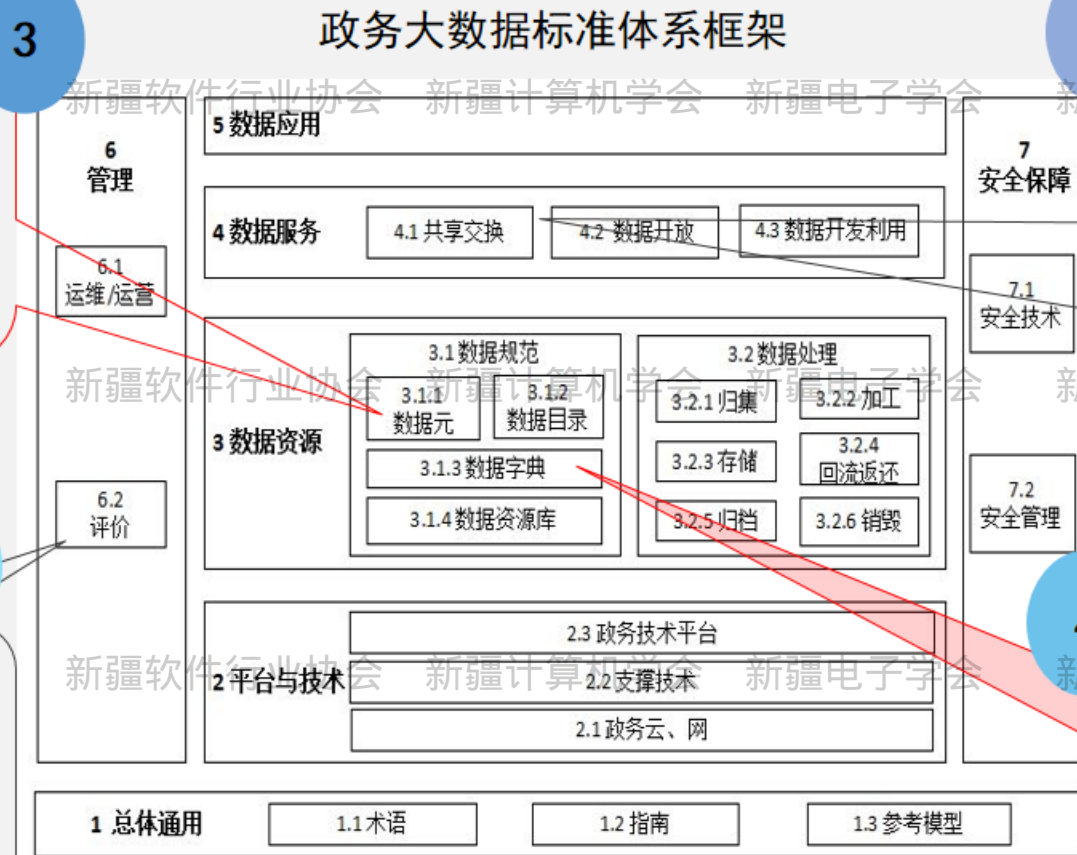 3
政务大数据标准体系框架
新疆软件行业协会 新疆计算机学会 新疆电子学会
6
管理
5 数据应用
7
安全保障
4 数据服务
4.1 共享交换
4.2 数据开放
4.3 数据开发利用
6.1
运维/运营
7.1
安全技术
3.1 数据规范
3.2 数据处理
新疆软件行业协会 新疆计算机学会 新疆电子学会
3.1.1
数据元
3.1.2
数据目录
3.2.1 归集
3.2.2 加工
3 数据资源
3.1.3 数据字典
3.2.3 存储
3.2.4
回流返还
3.1.4 数据资源库
3.2.5 归档
3.2.6 销毁
6.2
评价
7.2
安全管理
2.3 政务技术平台
新疆软件行业协会 新疆计算机学会 新疆电子学会
2 平台与技术
2.2 支撑技术
2.1 政务云、网
1 总体通用
1.1 术语
1.2 指南
1.3 参考模型